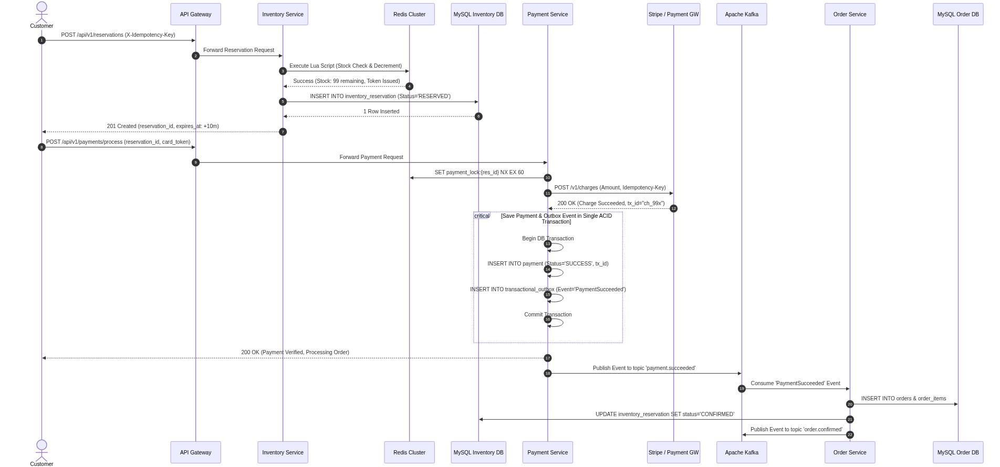 Customer
API Gateway
Inventory Service
Redis Cluster
MySQL Inventory DB
Payment Service
Stripe / Payment GW
Apache Kafka
Order Service
MySQL Order DB
POST /api/v1/reservations (X-Idempotency-Key)
1
Forward Reservation Request
2
Execute Lua Script (Stock Check & Decrement)
3
Success (Stock: 99 remaining, Token Issued)
4
INSERT INTO inventory_reservation (Status='RESERVED')
5
1 Row Inserted
6
201 Created (reservation_id, expires_at: +10m)
7
POST /api/v1/payments/process (reservation_id, card_token)
8
Forward Payment Request
9
SET payment_lock:{res_id} NX EX 60
10
POST /v1/charges (Amount, Idempotency-Key)
11
200 OK (Charge Succeeded, tx_id="ch_99x")
12
critical
[Save Payment & Outbox Event in Single ACID
Transaction]
Begin DB Transaction
13
INSERT INTO payment (Status='SUCCESS', tx_id)
14
INSERT INTO transactional_outbox (Event='PaymentSucceeded')
15
Commit Transaction
16
200 OK (Payment Verified, Processing Order)
17
Publish Event to topic 'payment.succeeded'
18
Consume 'PaymentSucceeded' Event
19
INSERT INTO orders & order_items
20
UPDATE inventory_reservation SET status='CONFIRMED'
21
Publish Event to topic 'order.confirmed'
22
Customer
API Gateway
Inventory Service
Redis Cluster
MySQL Inventory DB
Payment Service
Stripe / Payment GW
Apache Kafka
Order Service
MySQL Order DB